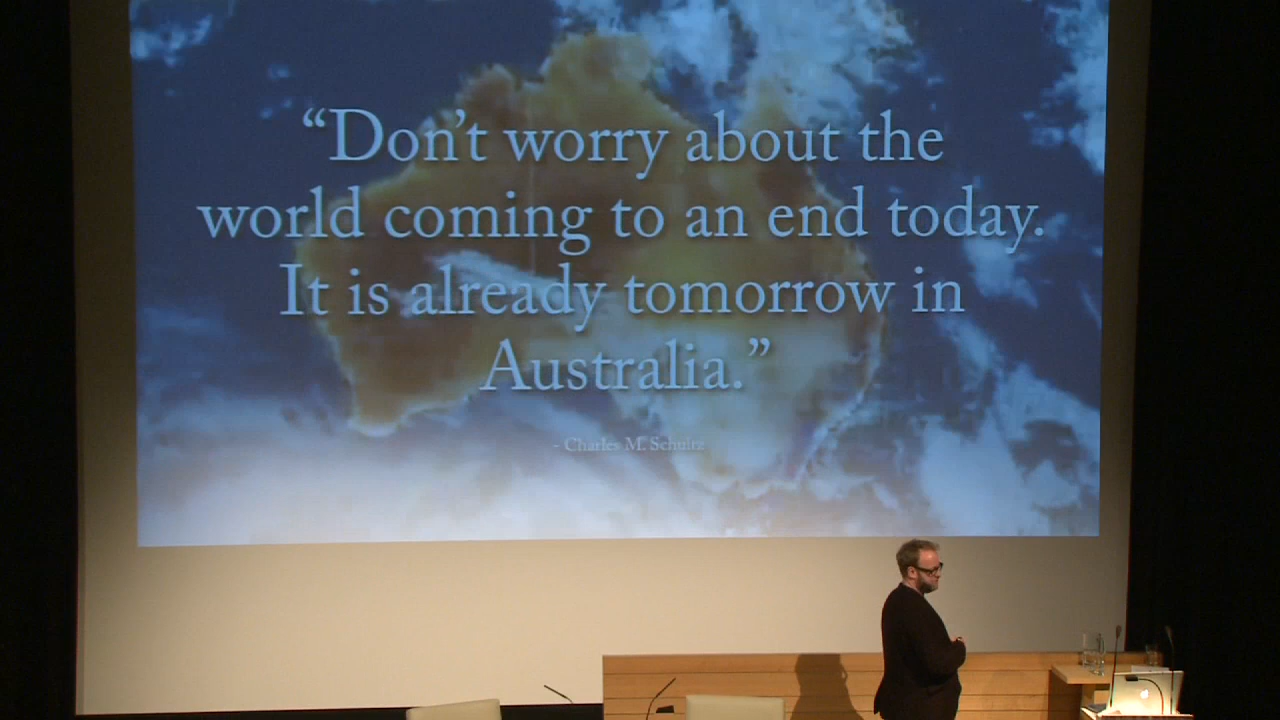 “Don’t worry about the
world coming to an end today.
It is already tomorrow in
Australia.”
- Charles M. Schultz